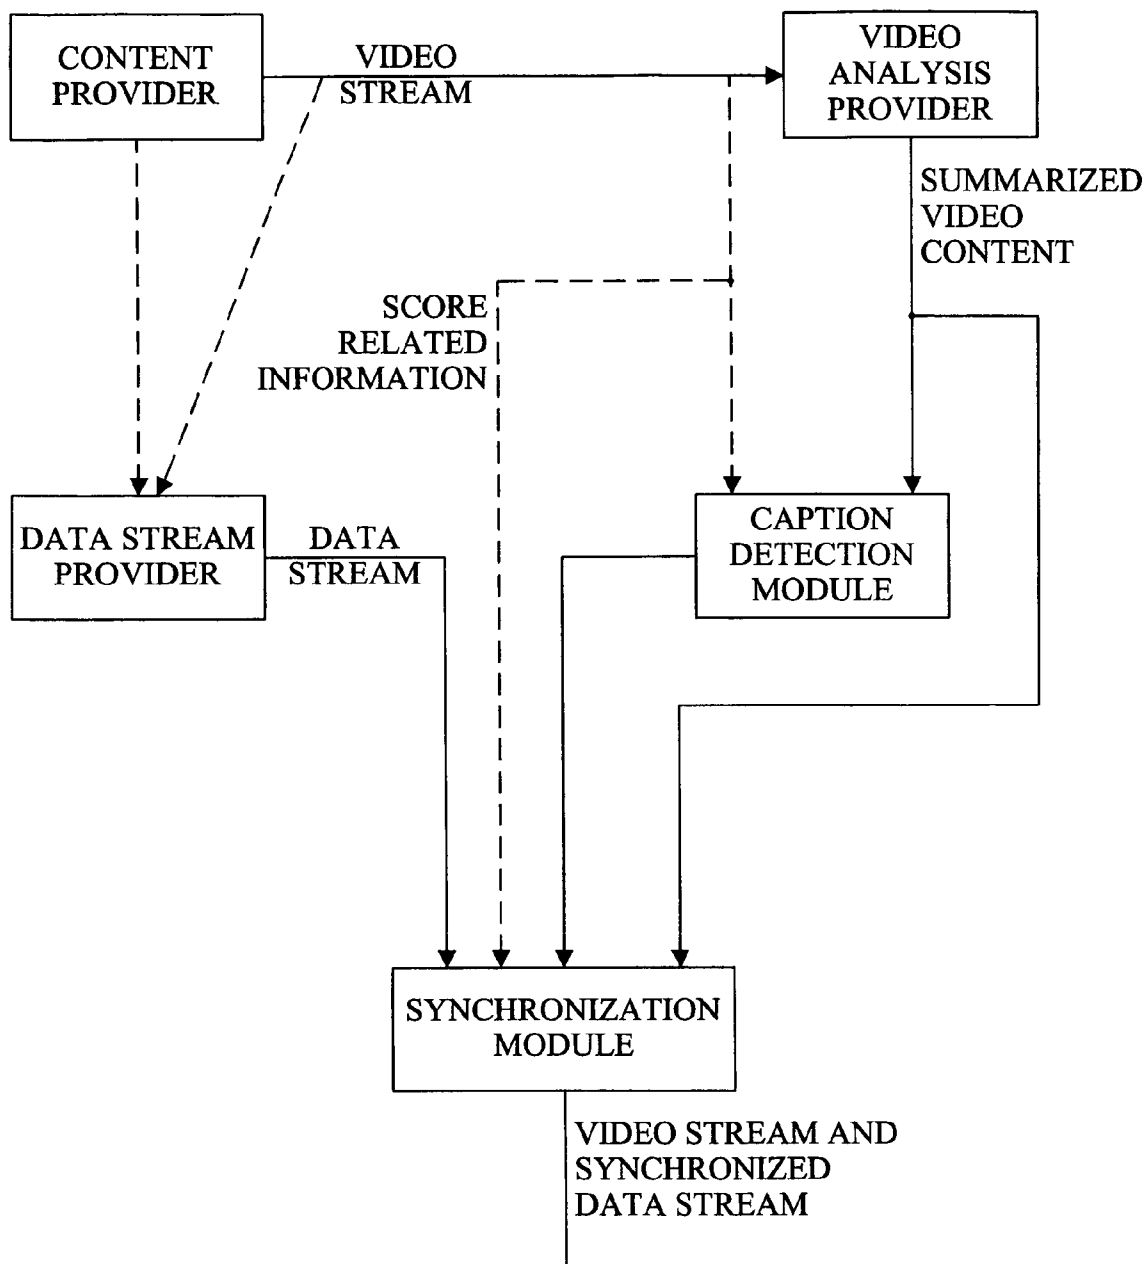 CONTENT
PROVIDER
VIDEO
STREAM
VIDEO
ANALYSIS
PROVIDER
SUMMARIZED
VIDEO
CONTENT
SCORE
RELATED
INFORMATION
DATA STREAM
PROVIDER
DATA
STREAM
CAPTION
DETECTION
MODULE
SYNCHRONIZATION
MODULE
VIDEO STREAM AND
SYNCHRONIZED
DATA STREAM